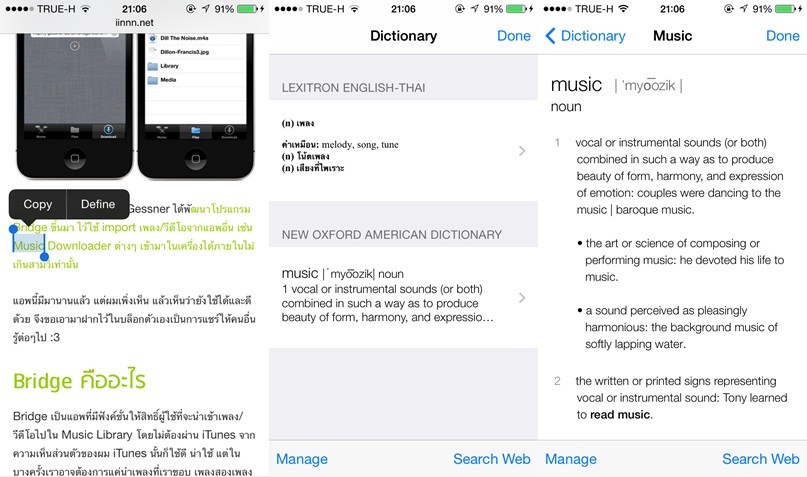 TRUE-H 21:06 91%
iinnn.net
Dill The Noise.m4a
Dillon-Francis3.jpg
Library
Media
Home Files Download
Home Files Download
Copy Define
Gessner ได้พัฒนาโปรแกรม
Bridge ขึ้นมา ไว้ใช้ import เพลง/วีดีโอจากแอพอื่น เช่น
Music Downloader ต่างๆ เข้ามาในเครื่องได้ภายในไม่
เกินสามวิเท่านั้น
แอพนี้มีมานานแล้ว แต่ผมเพิ่งเห็น แล้วเห็นว่ายังใช้ได้และดี
ด้วย จึงขอเอามาฝากไว้ในบล็อกตัวเองเป็นการแชร์ให้คนอื่น
รู้ต่อๆไป :3
Bridge คืออะไร
Bridge เป็นแอพที่มีฟังค์ชั่นให้สิทธิ์ผู้ใช้ที่จะนำเข้าเพลง/
วีดีโอไปใน Music Library โดยไม่ต้องผ่าน iTunes จาก
ความเห็นส่วนตัวของผม iTunes นั้นก็ใช้ดี น่าใช้ แต่ใน
บางครั้งเราอาจต้องการแค่นำเพลงที่เราชอบ เพลงสองเพลง
TRUE-H 21:06 91%
Dictionary Done
LEXITRON ENGLISH-THAI
(n) เพลง
คำเหมือน: melody, song, tune
(n) โน้ตเพลง
(n) เสียงที่ไพเราะ
NEW OXFORD AMERICAN DICTIONARY
music |ˈmyo͞ozik| noun
1 vocal or instrumental sounds (or both)
combined in such a way as to produce
beauty of form, harmony, and expressio…
Manage Search Web
TRUE-H 21:06 91%
Dictionary Music Done
music | ˈmyo͞ozik |
noun
1 vocal or instrumental sounds (or both)
combined in such a way as to produce
beauty of form, harmony, and expression
of emotion: couples were dancing to the
music | baroque music.
• the art or science of composing or
performing music: he devoted his life to
music.
• a sound perceived as pleasingly
harmonious: the background music of
softly lapping water.
2 the written or printed signs representing
vocal or instrumental sound: Tony learned
to read music.
Manage Search Web